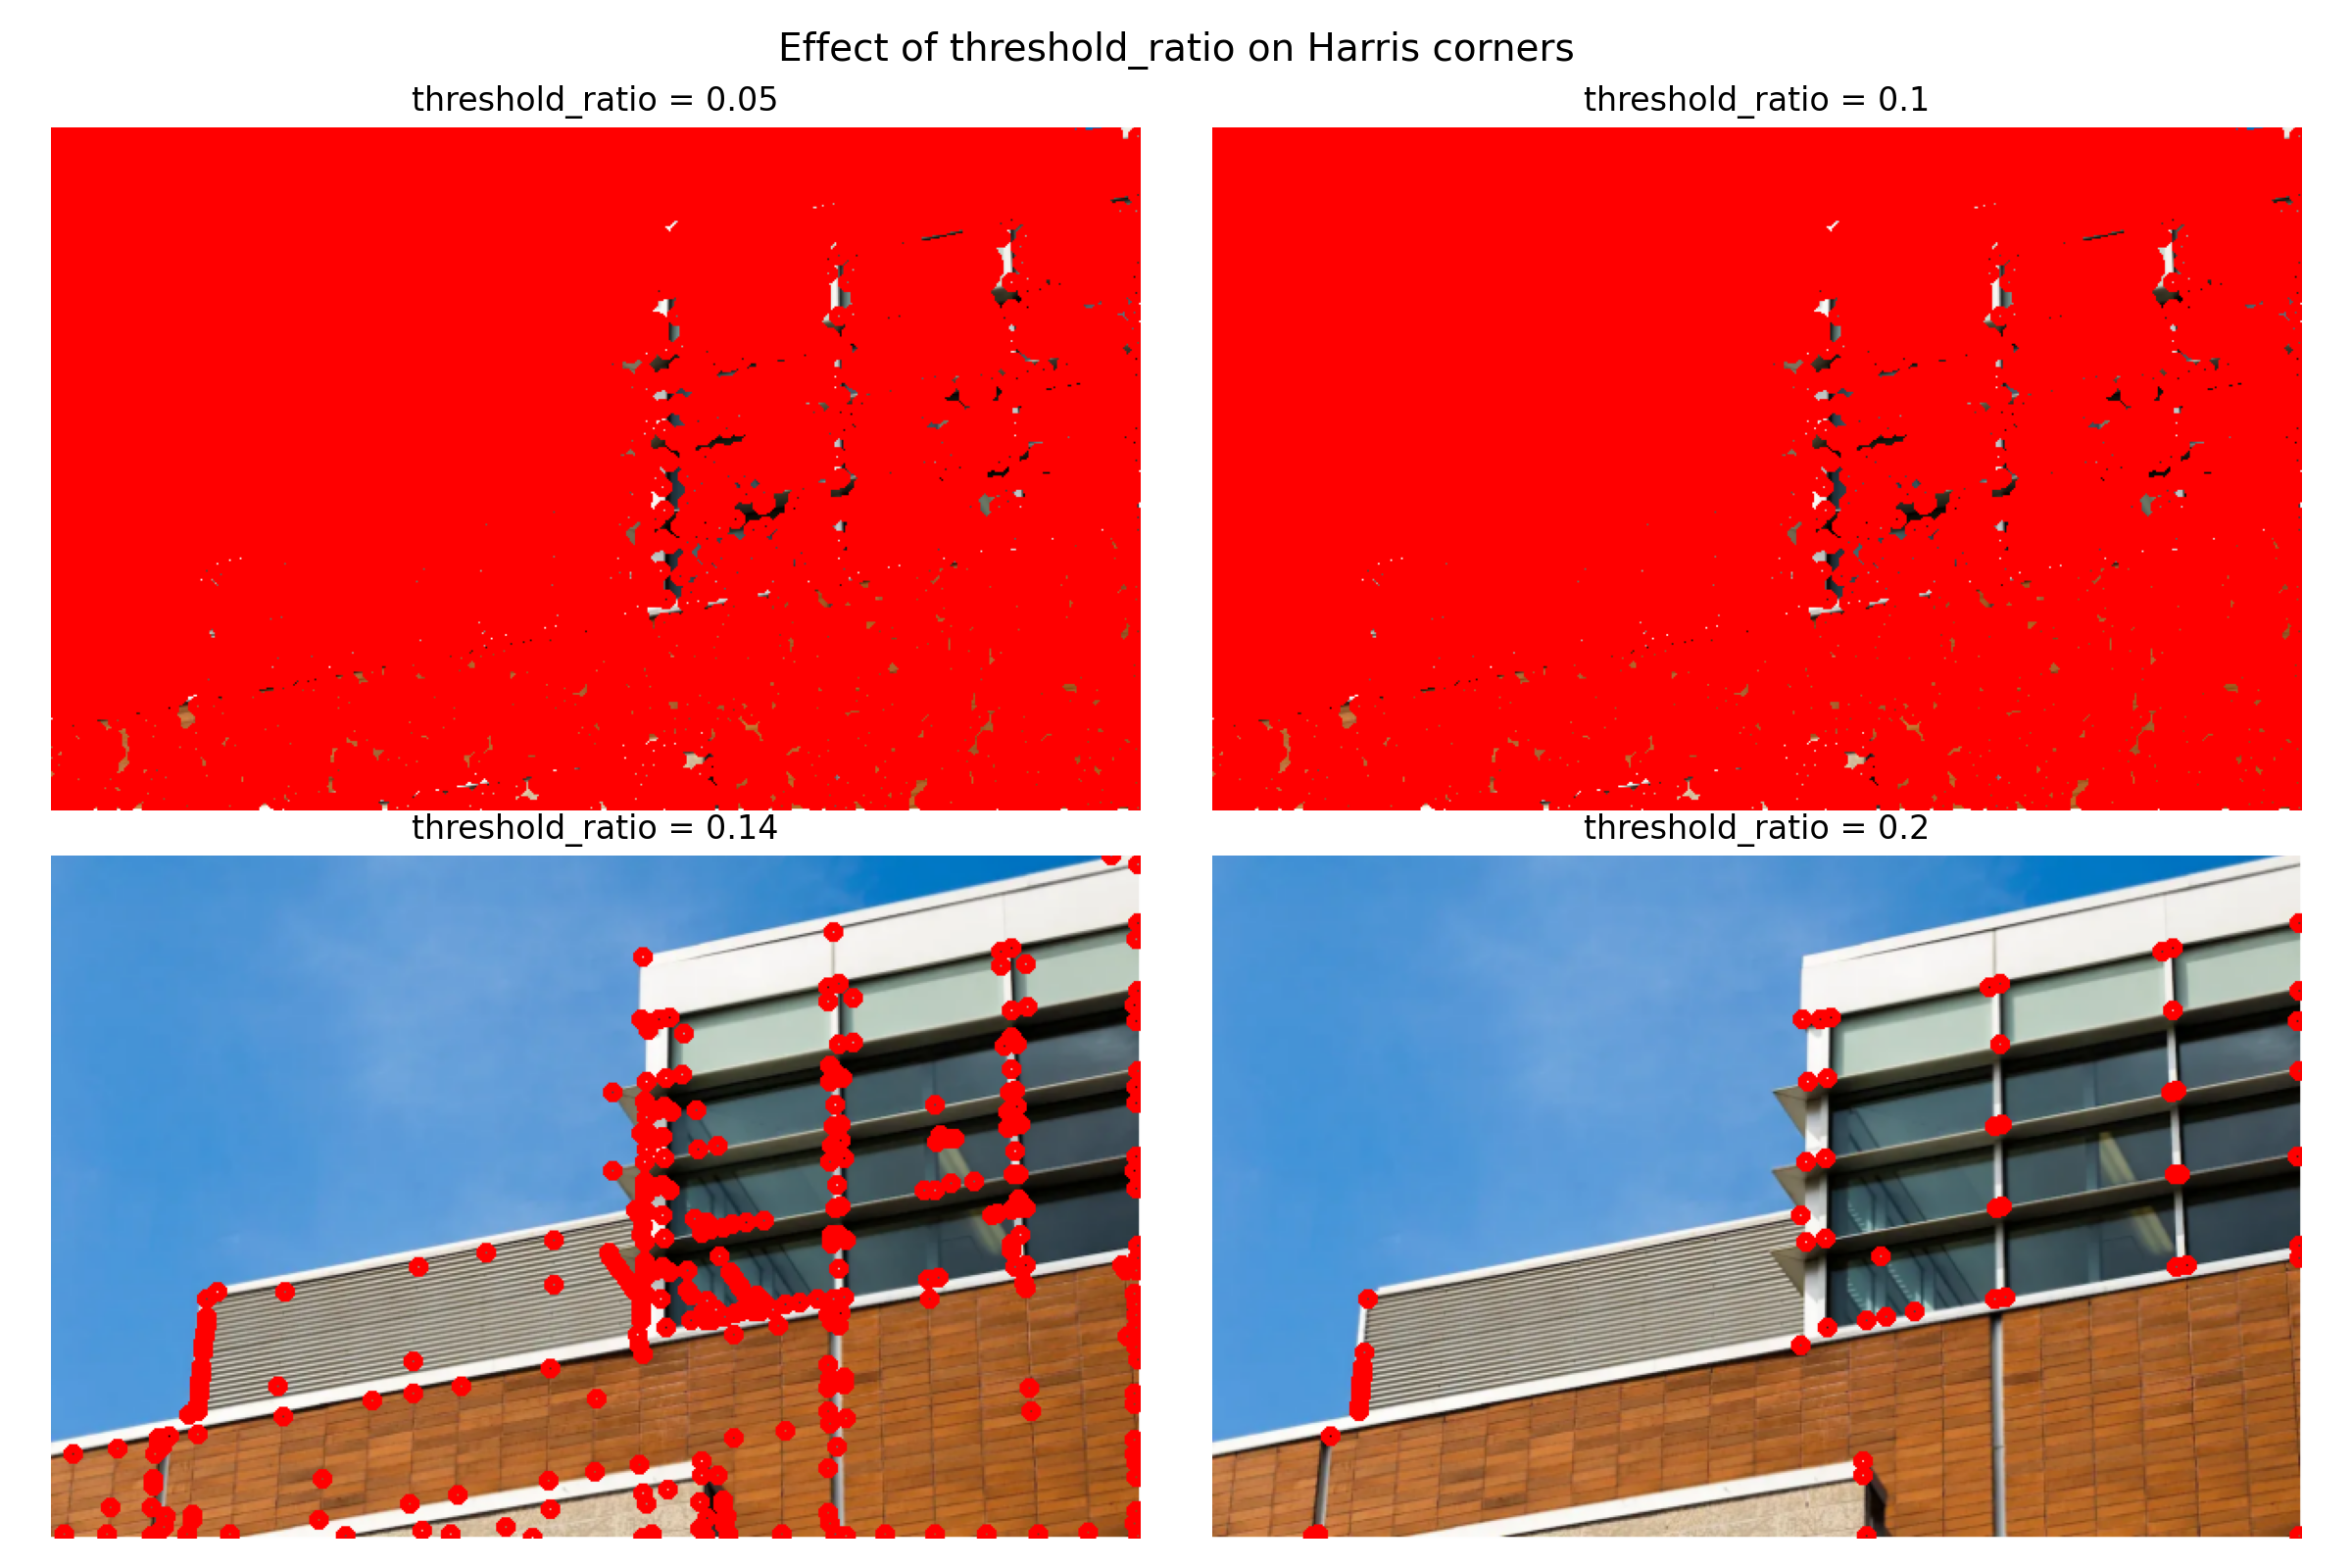 Effect of threshold_ratio on Harris corners
threshold_ratio = 0.05
threshold_ratio = 0.1
threshold_ratio = 0.14
threshold_ratio = 0.2